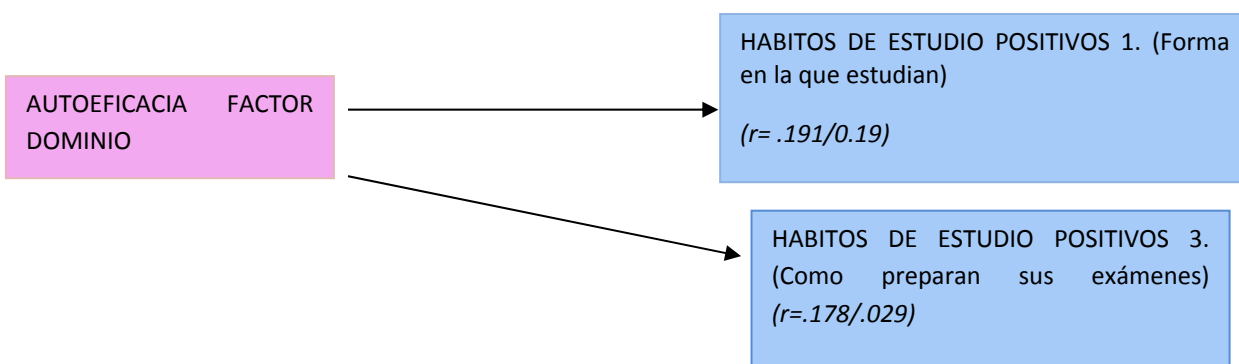 AUTOEFICACIA FACTOR
DOMINIO
HABITOS DE ESTUDIO POSITIVOS 1. (Forma
en la que estudian)
(r= .191/0.19)
HABITOS DE ESTUDIO POSITIVOS 3.
(Como preparan sus exámenes)
(r=.178/.029)